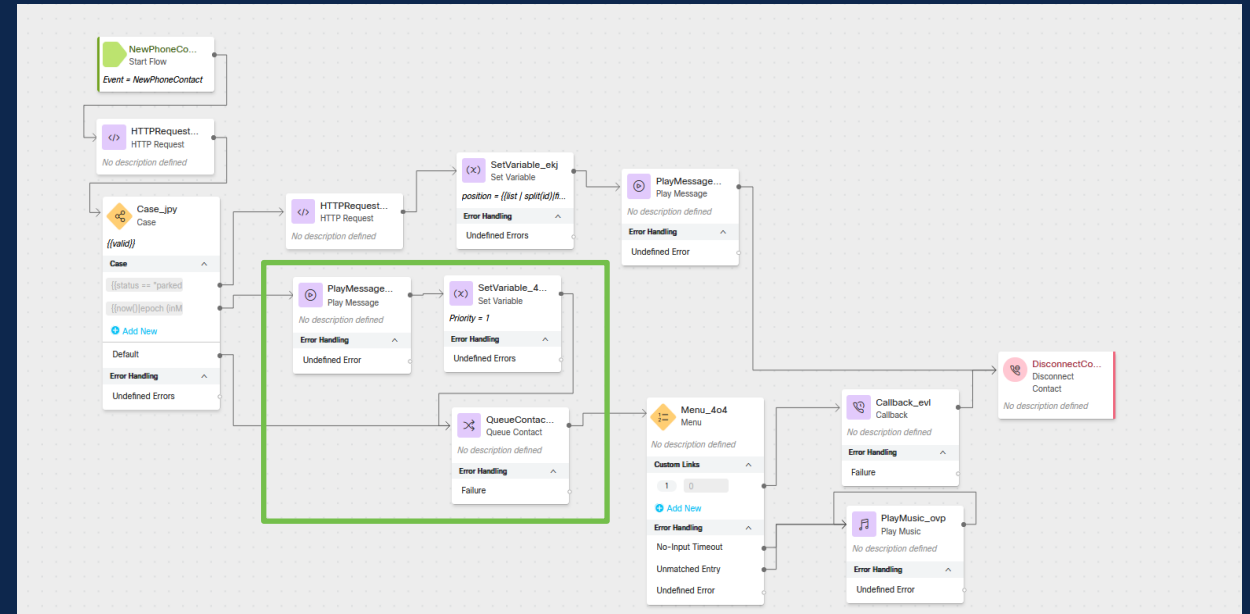 NewPhoneCo...
Start Flow
Event = NewPhoneContact
HTTPRequest...
HTTP Request
No description defined
Case_jpy
Case
{{valid}}
Case
{{status == "parked
{{now()|epoch (inM
Add New
Default
Error Handling
Undefined Errors
HTTPRequest...
HTTP Request
No description defined
SetVariable_ekj
Set Variable
position = {{list | split(id)|fi...
Error Handling
Undefined Errors
PlayMessage...
Play Message
No description defined
Error Handling
Undefined Error
PlayMessage...
Play Message
No description defined
Error Handling
Undefined Error
SetVariable_4...
Set Variable
Priority = 1
Error Handling
Undefined Errors
QueueContac...
Queue Contact
No description defined
Error Handling
Failure
Menu_4o4
Menu
No description defined
Custom Links
1 0
Add New
Error Handling
No-Input Timeout
Unmatched Entry
Undefined Error
Callback_evl
Callback
No description defined
Error Handling
Failure
PlayMusic_ovp
Play Music
No description defined
Error Handling
Undefined Error
DisconnectCo...
Disconnect
Contact
No description defined